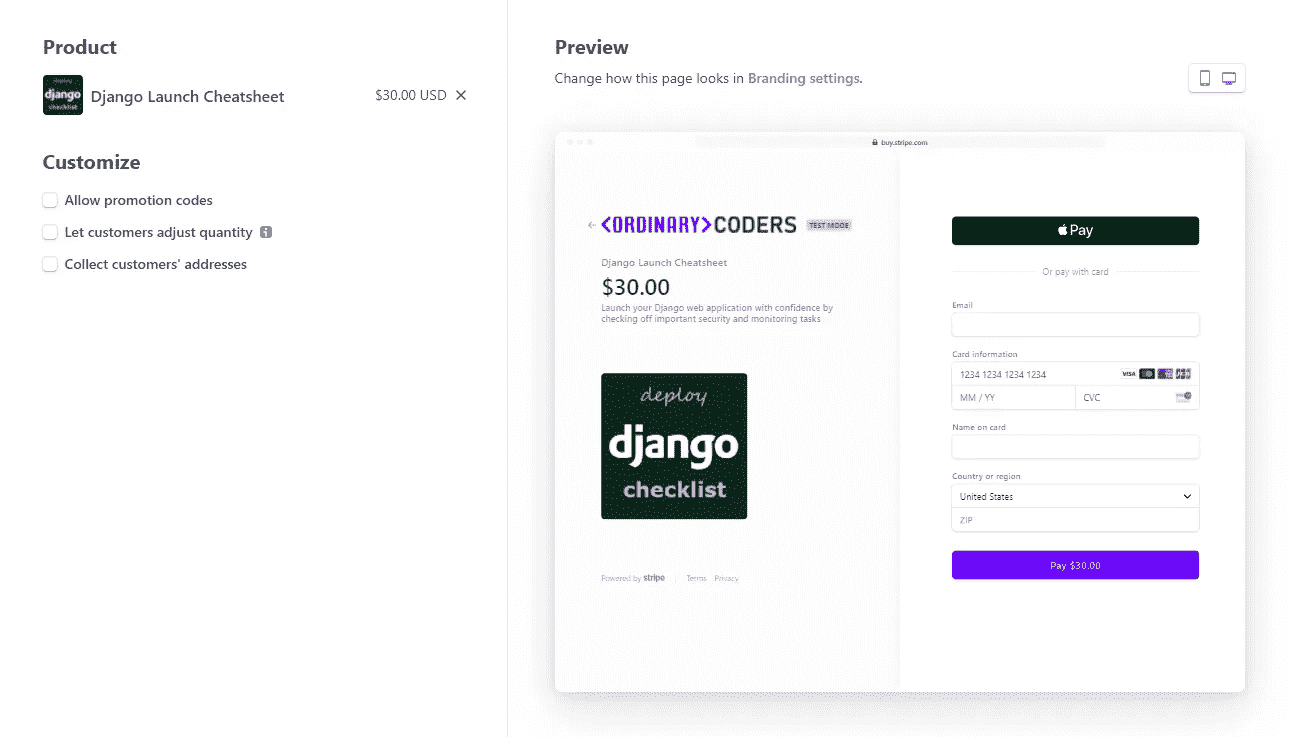 Product
deploy
django
checklist
Django Launch Cheatsheet
$30.00 USD
Customize
Allow promotion codes
Let customers adjust quantity
Collect customers' addresses
Preview
Change how this page looks in Branding settings.
buy.stripe.com
<ORDINARY>CODERS
TEST MODE
Django Launch Cheatsheet
$30.00
Launch your Django web application with confidence by
checking off important security and monitoring tasks
deploy
django
checklist
Powered by stripe
Terms Privacy
Pay
Or pay with card
Email
Card information
1234 1234 1234 1234
VISA
MM / YY
CVC
Name on card
Country or region
United States
ZIP
Pay $30.00